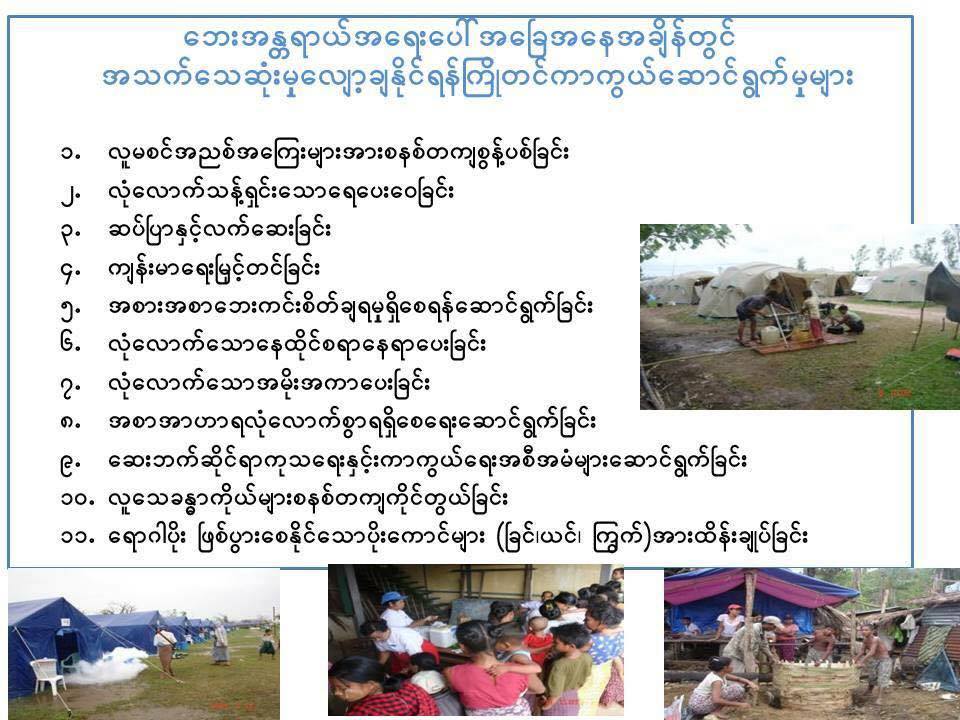 ဘေးအန္တရာယ်အရေးပေါ် အခြေအနေအချိန်တွင်
အသက်သေဆုံးမှုလျော့ချနိုင်ရန်ကြိုတင်ကာကွယ်ဆောင်ရွက်မှုများ
၁. လူမစင်အညစ်အကြေးများအားစနစ်တကျစွန့်ပစ်ခြင်း
၂. လုံလောက်သန့်ရှင်းသောရေပေးဝေခြင်း
၃. ဆပ်ပြာနှင့်လက်ဆေးခြင်း
၄. ကျန်းမာရေးမြှင့်တင်ခြင်း
၅. အစားအစာဘေးကင်းစိတ်ချရမှုရှိစေရန်ဆောင်ရွက်ခြင်း
၆. လုံလောက်သောနေထိုင်စရာနေရာပေးခြင်း
၇. လုံလောက်သောအမိုးအကာပေးခြင်း
၈. အစာအာဟာရလုံလောက်စွာရရှိစေရေးဆောင်ရွက်ခြင်း
၉. ဆေးဘက်ဆိုင်ရာကုသရေးနှင့်းကာကွယ်ရေးအစီအမံများဆောင်ရွက်ခြင်း
၁၀. လူသေခန္ဓာကိုယ်များစနစ်တကျကိုင်တွယ်ခြင်း
၁၁. ရောဂါပိုး ဖြစ်ပွားစေနိုင်သောပိုးကောင်များ (ခြင်၊ယင်၊ ကြွက်)အားထိန်းချုပ်ခြင်း